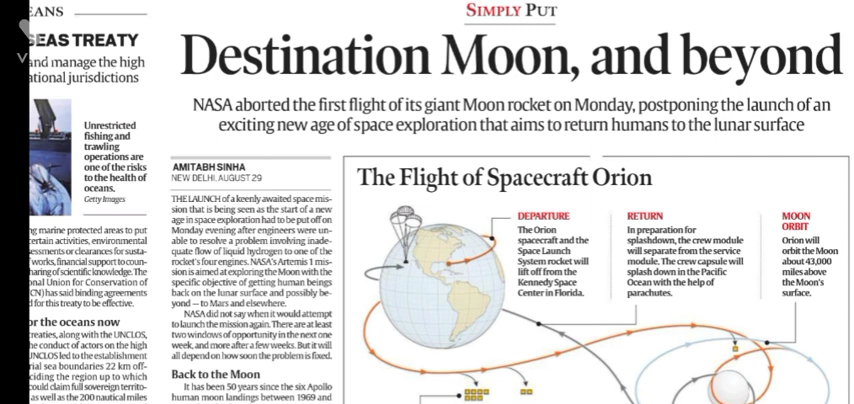 EANS
SEAS TREATY
and manage the high
ational jurisdictions
Unrestricted
fishing and
trawling
operations are
one of the risks
to the health of
oceans.
Getty Images
ng marine protected areas to put
certain activities, environmental
essments or clearances for susta-
works, financial support to coun-
haring of scientific knowledge. The
onal Union for Conservation of
CN) has said binding agreements
d for this treaty to be effective.
or the oceans now
treaties, along with the UNCLOS,
he conduct of actors on the high
UNCLOS led to the establishment
rial sea boundaries 22 km off-
ciding the region up to which
could claim full sovereign territo-
as well as the 200 nautical miles
SIMPLY PUT
Destination Moon, and beyond
NASA aborted the first flight of its giant Moon rocket on Monday, postponing the launch of an
exciting new age of space exploration that aims to return humans to the lunar surface
AMITABH SINHA
NEW DELHI, AUGUST 29
THE LAUNCH of a keenly awaited space mis-
sion that is being seen as the start of a new
age in space exploration had to be put off on
Monday evening after engineers were un-
able to resolve a problem involving inade-
quate flow of liquid hydrogen to one of the
rocket's four engines. NASA's Artemis 1 mis-
sion is aimed at exploring the Moon with the
specific objective of getting human beings
back on the lunar surface and possibly be-
yond — to Mars and elsewhere.
NASA did not say when it would attempt
to launch the mission again. There are at least
two windows of opportunity in the next one
week, and more after a few weeks. But it will
all depend on how soon the problem is fixed.
Back to the Moon
It has been 50 years since the six Apollo
human moon landings between 1969 and
The Flight of Spacecraft Orion
DEPARTURE
The Orion
spacecraft and the
Space Launch
System rocket will
lift off from the
Kennedy Space
Center in Florida.
RETURN
In preparation for
splashdown, the crew module
will separate from the service
module. The crew capsule will
splash down in the Pacific
Ocean with the help of
parachutes.
MOON
ORBIT
Orion will
orbit the Moon
about 43,000
miles above
the Moon's
surface.